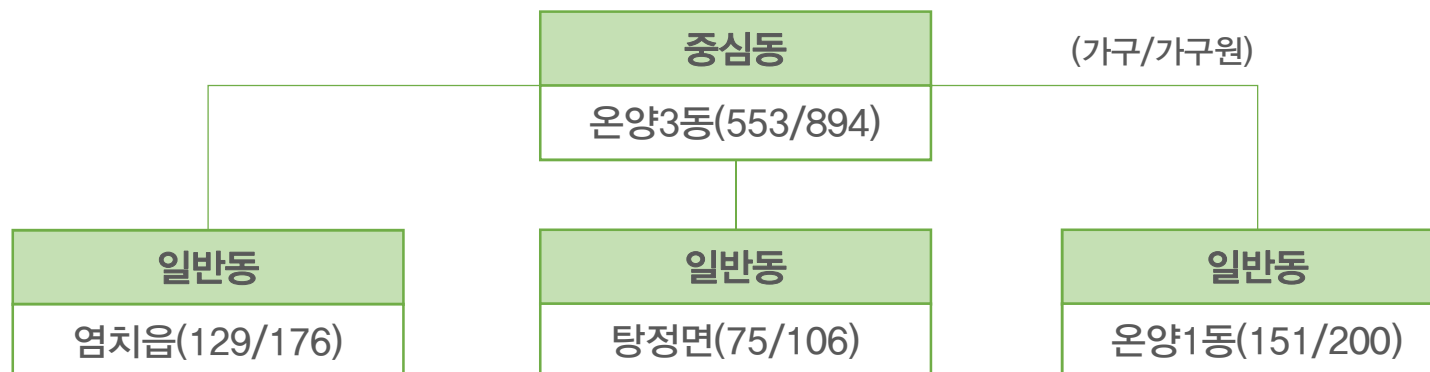 중심동
(가구/가구원)
온양3동(553/894)
일반동
염치읍(129/176)
일반동
탕정면(75/106)
일반동
온양1동(151/200)